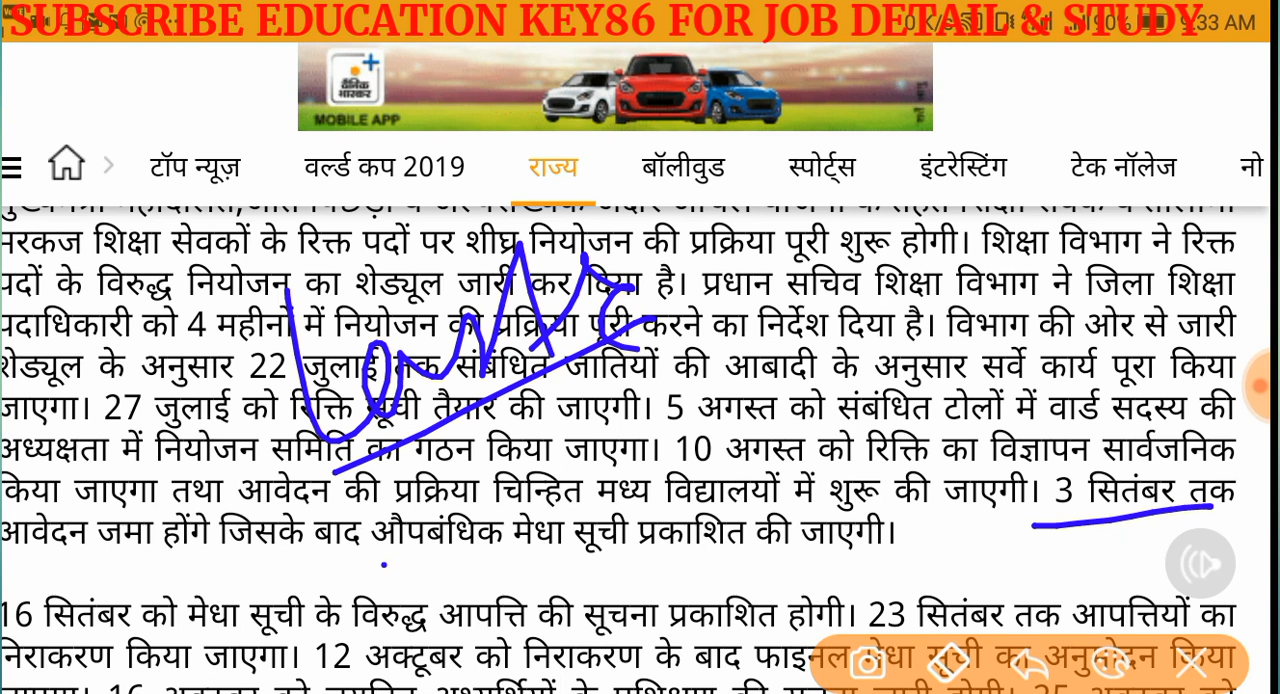 SUBSCRIBE EDUCATION KEY86 FOR JOB DETAIL & STUDY
0 K/s 90% 9:33 AM
दैनिक
भास्कर
MOBILE APP
टॉप न्यूज़ वर्ल्ड कप 2019 राज्य बॉलीवुड स्पोर्ट्स इंटरेस्टिंग टेक नॉलेज नो
मरकज शिक्षा सेवकों के रिक्त पदों पर शीघ्र नियोजन की प्रक्रिया पूरी शुरू होगी। शिक्षा विभाग ने रिक्त
पदों के विरुद्ध नियोजन का शेड्यूल जारी कर दिया है। प्रधान सचिव शिक्षा विभाग ने जिला शिक्षा
पदाधिकारी को 4 महीनों में नियोजन की प्रक्रिया पूरी करने का निर्देश दिया है। विभाग की ओर से जारी
शेड्यूल के अनुसार 22 जुलाई तक संबंधित जातियों की आबादी के अनुसार सर्वे कार्य पूरा किया
जाएगा। 27 जुलाई को रिक्ति सूची तैयार की जाएगी। 5 अगस्त को संबंधित टोलों में वार्ड सदस्य की
अध्यक्षता में नियोजन समिति का गठन किया जाएगा। 10 अगस्त को रिक्ति का विज्ञापन सार्वजनिक
किया जाएगा तथा आवेदन की प्रक्रिया चिन्हित मध्य विद्यालयों में शुरू की जाएगी। 3 सितंबर तक
आवेदन जमा होंगे जिसके बाद औपबंधिक मेधा सूची प्रकाशित की जाएगी।
16 सितंबर को मेधा सूची के विरुद्ध आपत्ति की सूचना प्रकाशित होगी। 23 सितंबर तक आपत्तियों का
निराकरण किया जाएगा। 12 अक्टूबर को निराकरण के बाद फाइनल मेधा सूची का अनुमोदन किया